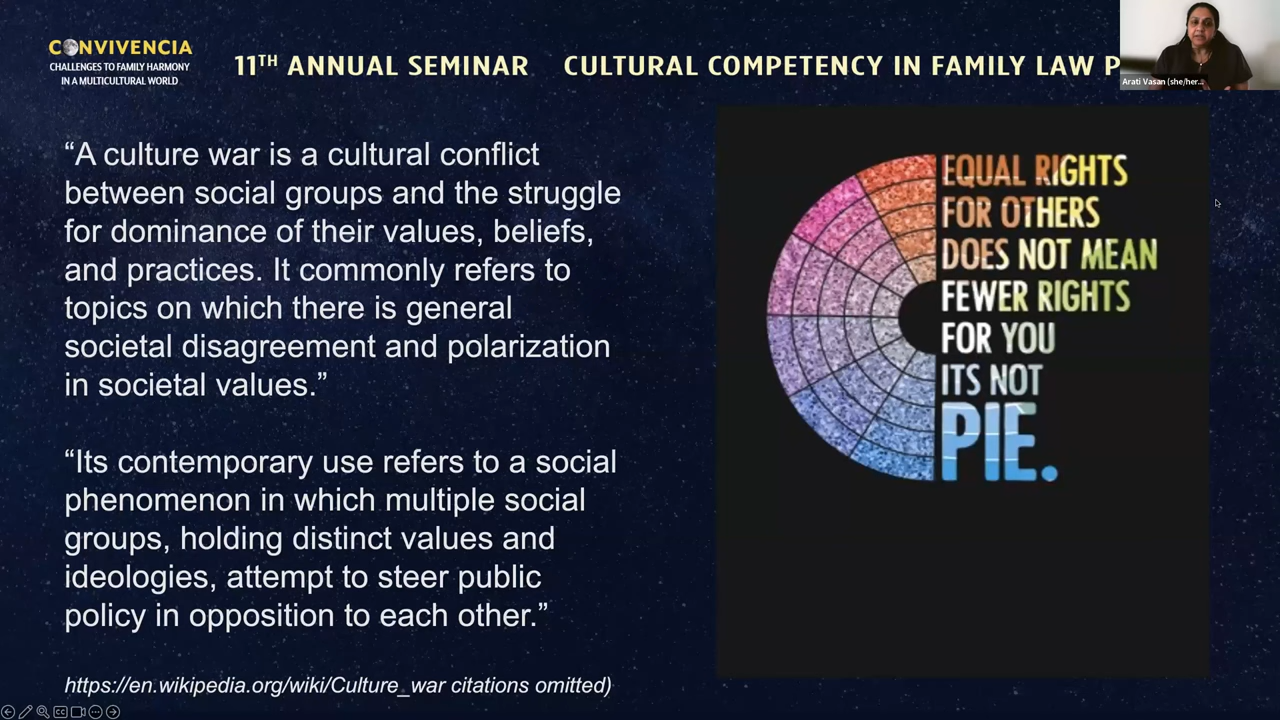 CONVIVENCIA
CHALLENGES TO FAMILY HARMONY
IN A MULTICULTURAL WORLD
11TH ANNUAL SEMINAR CULTURAL COMPETENCY IN FAMILY LAW P
Arati Vasan (she/her...
“A culture war is a cultural conflict
between social groups and the struggle
for dominance of their values, beliefs,
and practices. It commonly refers to
topics on which there is general
societal disagreement and polarization
in societal values.”
“Its contemporary use refers to a social
phenomenon in which multiple social
groups, holding distinct values and
ideologies, attempt to steer public
policy in opposition to each other.”
https://en.wikipedia.org/wiki/Culture_war citations omitted)
EQUAL RIGHTS
FOR OTHERS
DOES NOT MEAN
FEWER RIGHTS
FOR YOU
ITS NOT
PIE.
CC